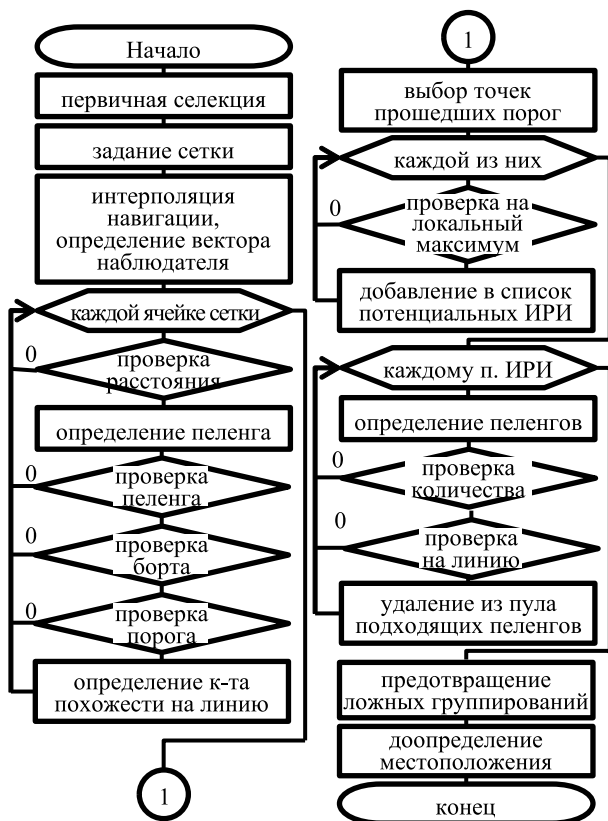 Начало
первичная селекция
задание сетки
интерполяция
навигации,
определение вектора
наблюдателя
каждой ячейке сетки
0
проверка
расстояния
определение пеленга
0
проверка
пеленга
0
проверка
борта
0
проверка
порога
определение к-та
похожести на линию
1
1
выбор точек
прошедших порог
каждой из них
0
проверка на
локальный
максимум
добавление в список
потенциальных ИРИ
каждому п. ИРИ
определение пеленгов
0
проверка
количества
0
проверка
на линию
удаление из пула
подходящих пеленгов
предотвращение
ложных группирований
доопределение
местоположения
конец